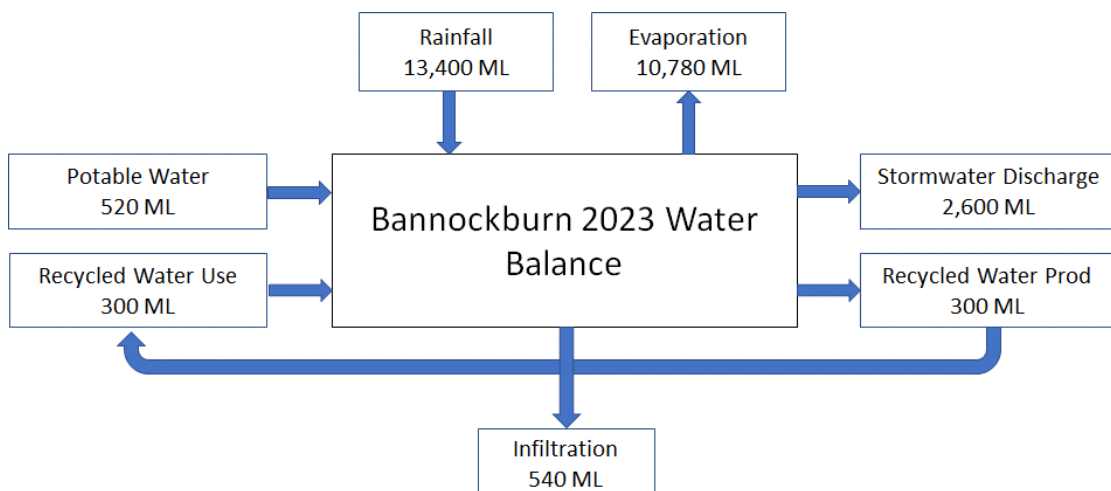 Rainfall
13,400 ML
Evaporation
10,780 ML
Potable Water
520 ML
Bannockburn 2023 Water
Balance
Stormwater Discharge
2,600 ML
Recycled Water Use
300 ML
Recycled Water Prod
300 ML
Infiltration
540 ML